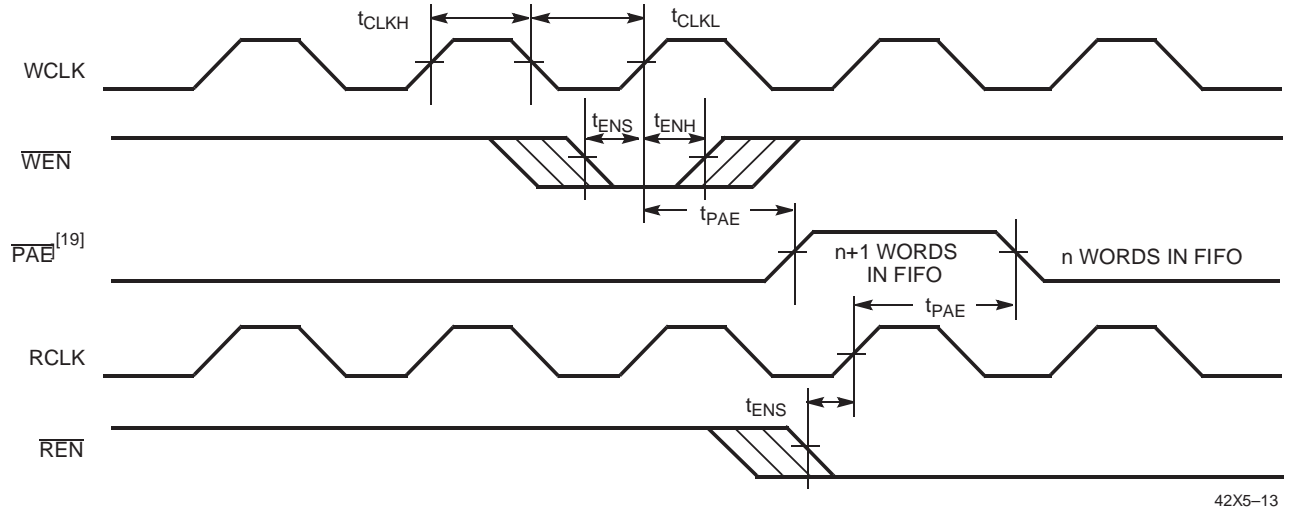 tCLKH
tCLKL
WCLK
tENS
tENH
WEN
tPAE
PAE[19]
n+1 WORDS
IN FIFO
n WORDS IN FIFO
tPAE
RCLK
tENS
REN
42X5–13